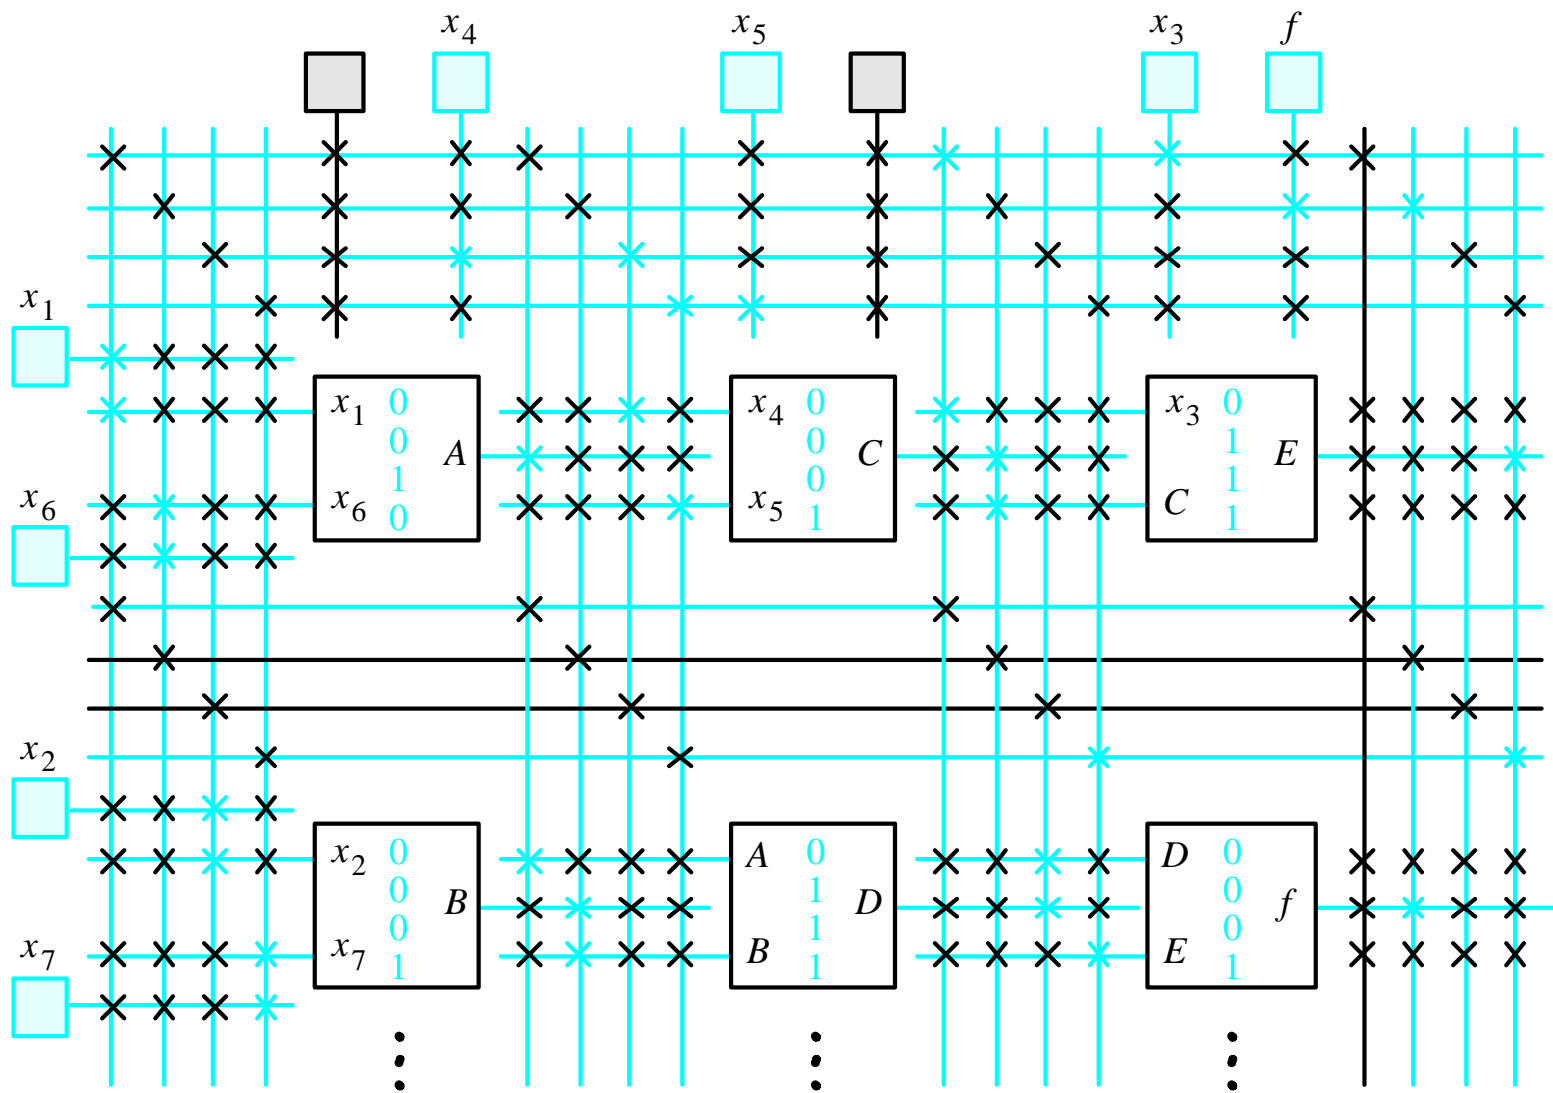 x4 x5 x3 f
x1
x1 0 0 1 0 A
x6
x4 0 0 0 1 C
x5
x3 0 1 1 1 E
C
x6
x2
x2 0 0 0 1 B
x7
A 0 1 1 1 D
B
D 0 0 0 1 f
E
x7